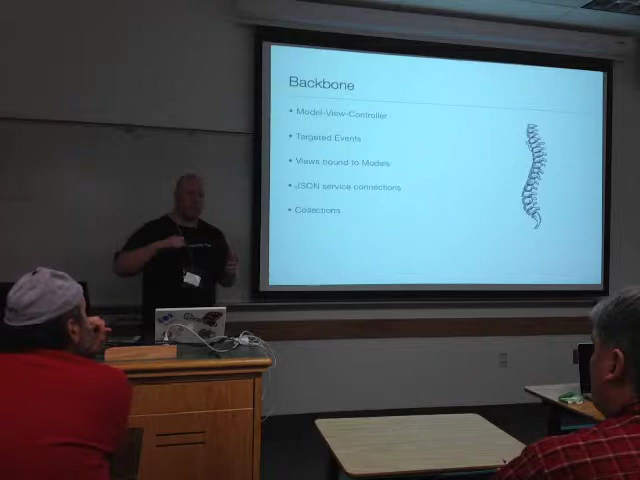 Backbone
• Model-View-Controller
• Targeted Events
• Views bound to Models
• JSON service connections
• Collections